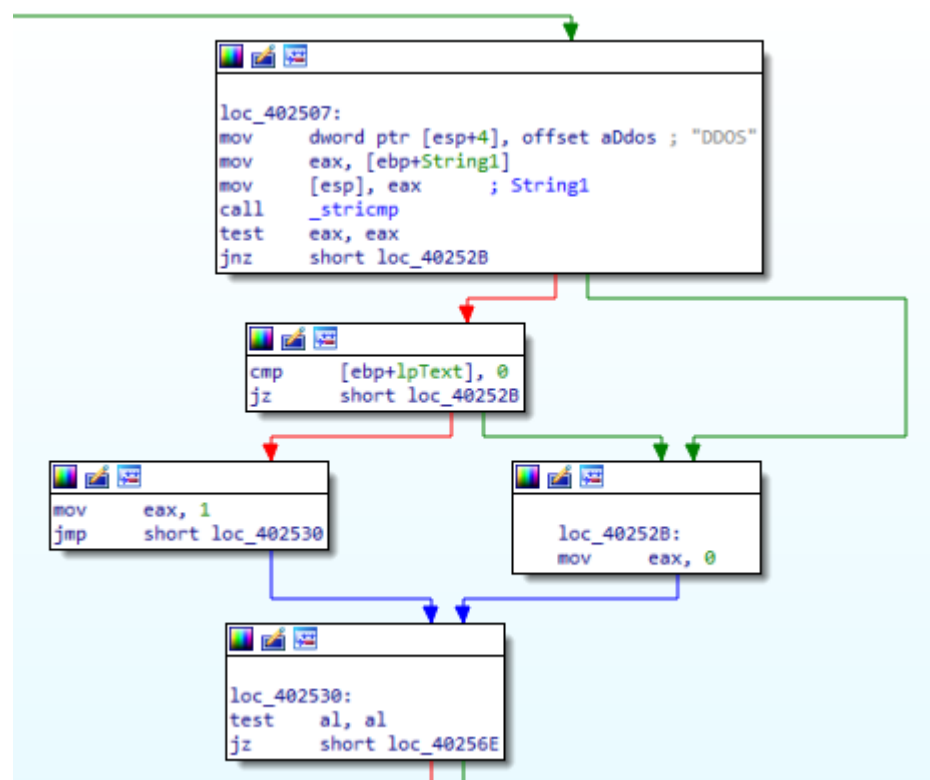 loc_402507:
mov dword ptr [esp+4], offset aDdos ; "DDOS"
mov eax, [ebp+String1]
mov [esp], eax ; String1
call _stricmp
test eax, eax
jnz short loc_40252B
cmp [ebp+lpText], 0
jz short loc_40252B
mov eax, 1
jmp short loc_402530
loc_40252B:
mov eax, 0
loc_402530:
test al, al
jz short loc_40256E